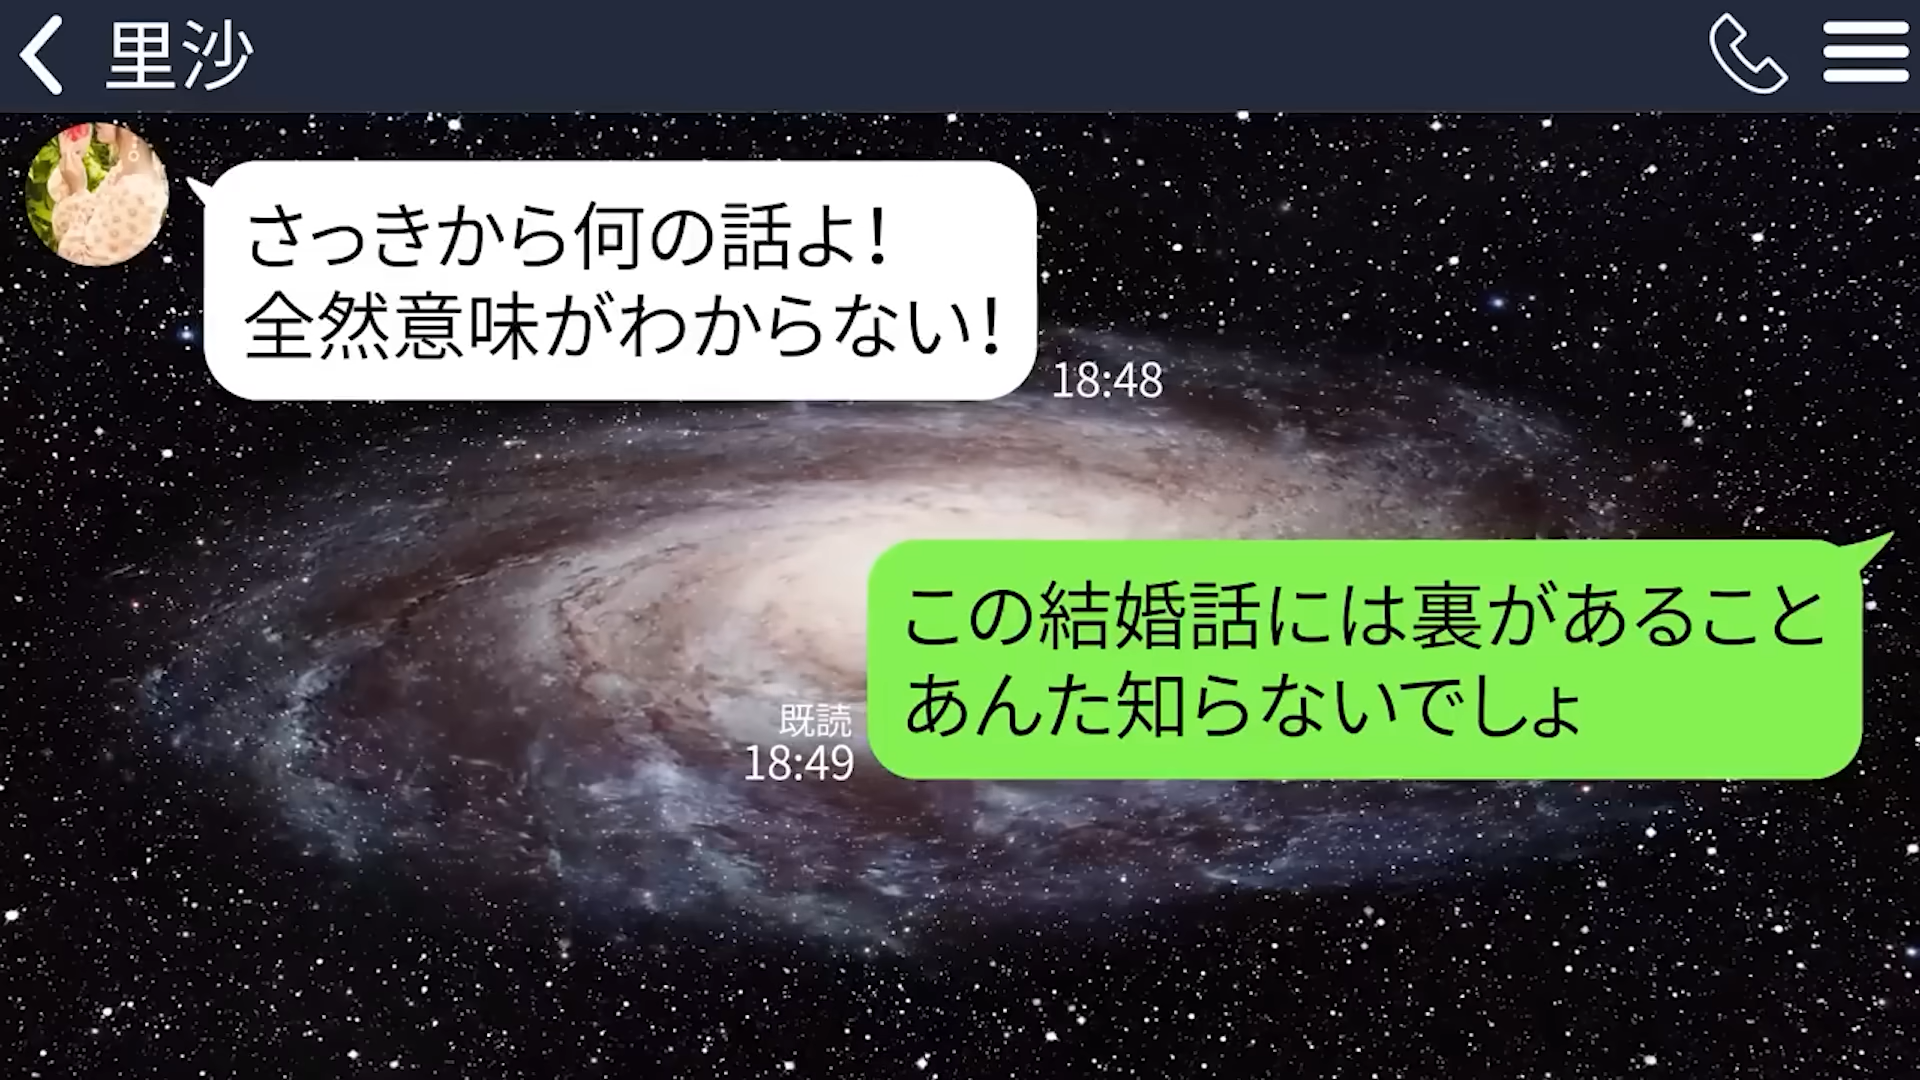 里沙
さっきから何の話よ！
全然意味がわからない！
18:48
この結婚話には裏があること
あんた知らないでしょ
既読
18:49